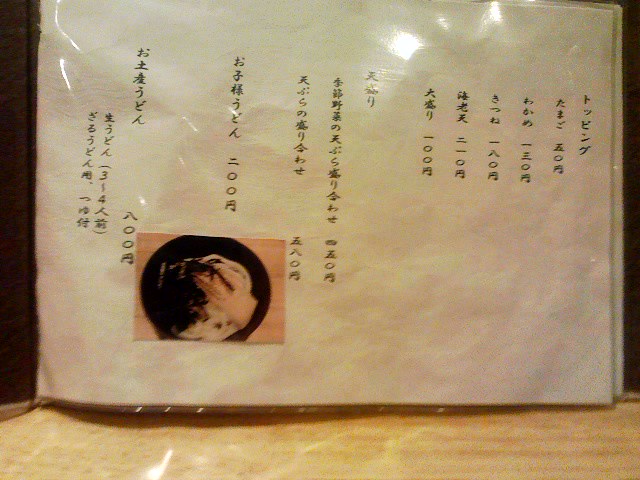 トッピング
たまご 五〇円
わかめ 一三〇円
きつね 一八〇円
海老天 二一〇円
大盛り 一〇〇円
天盛り
季節野菜の天ぷら盛り合わせ 四五〇円
天ぷらの盛り合わせ 五八〇円
お子様うどん 二〇〇円
お土産うどん 八〇〇円
生うどん（3～4人前）
ざるうどん用、つゆ付